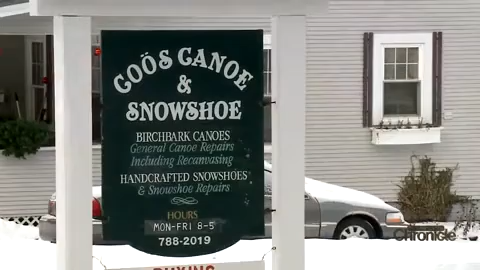 COÖS CANOE
&
SNOWSHOE
BIRCHBARK CANOES
General Canoe Repairs
Including Recanvasing
HANDCRAFTED SNOWSHOES
& Snowshoe Repairs
HOURS
MON-FRI 8-5
788-2019
BUYING
Chronicle